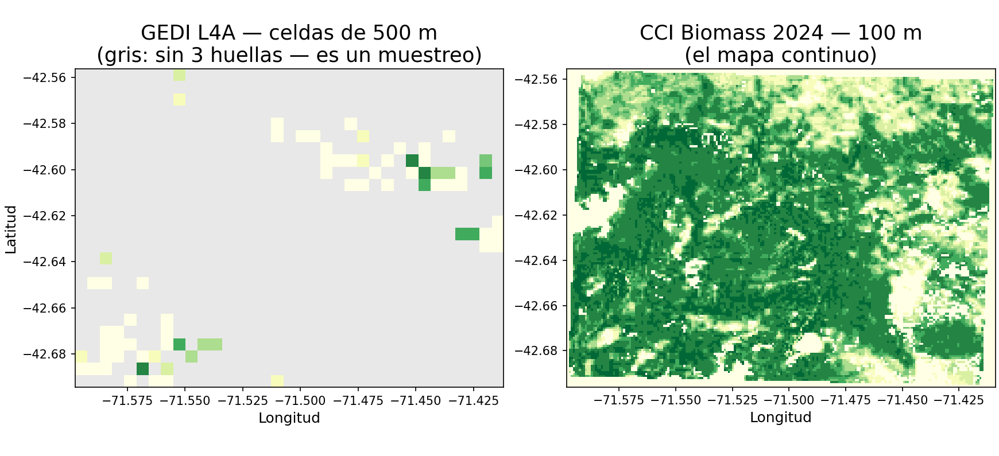 GEDI L4A — celdas de 500 m
(gris: sin 3 huellas — es un muestreo)
−42.56
−42.58
−42.60
−42.62
−42.64
−42.66
−42.68
Latitud
−71.575 −71.550 −71.525 −71.500 −71.475 −71.450 −71.425
Longitud
CCI Biomass 2024 — 100 m
(el mapa continuo)
−42.56
−42.58
−42.60
−42.62
−42.64
−42.66
−42.68
−71.575 −71.550 −71.525 −71.500 −71.475 −71.450 −71.425
Longitud